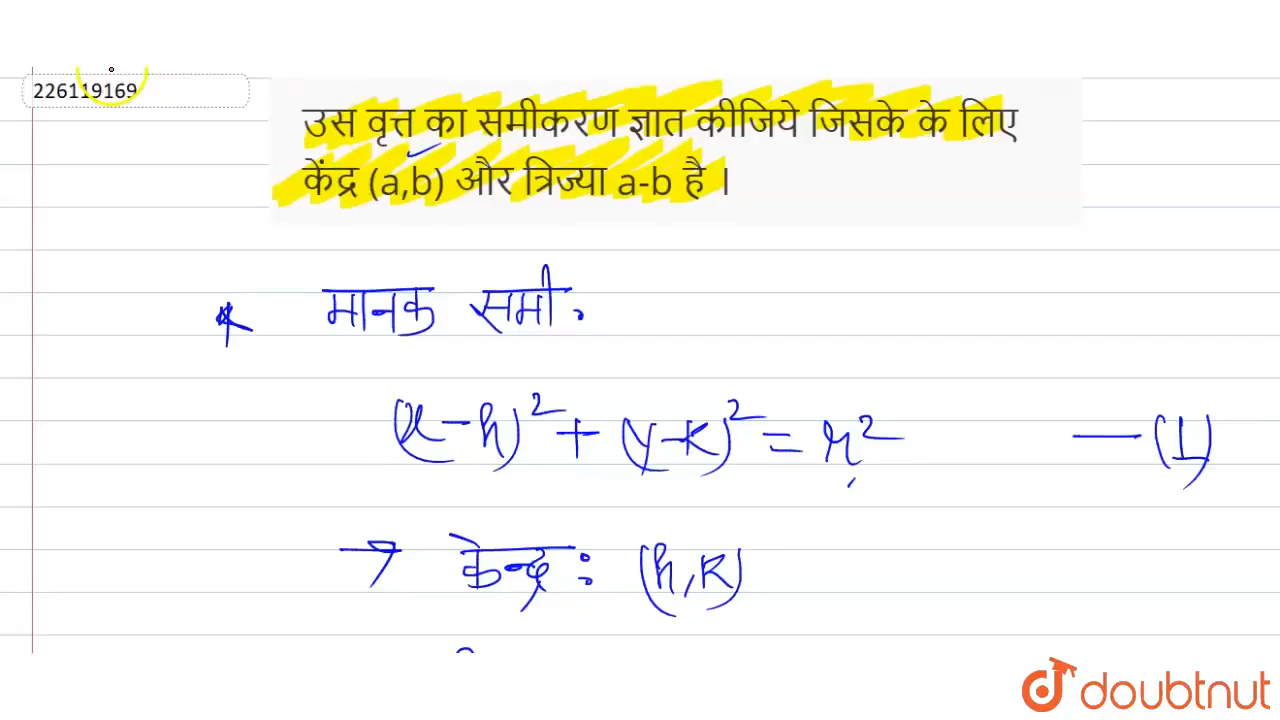 226119169
उस वृत्त का समीकरण ज्ञात कीजिये जिसके के लिए
केंद्र (a,b) और त्रिज्या a-b है ।
* मानक समी.
(x-h)² + (y-k)² = r² —(1)
→ केन्द्र : (h,k)
doubtnut